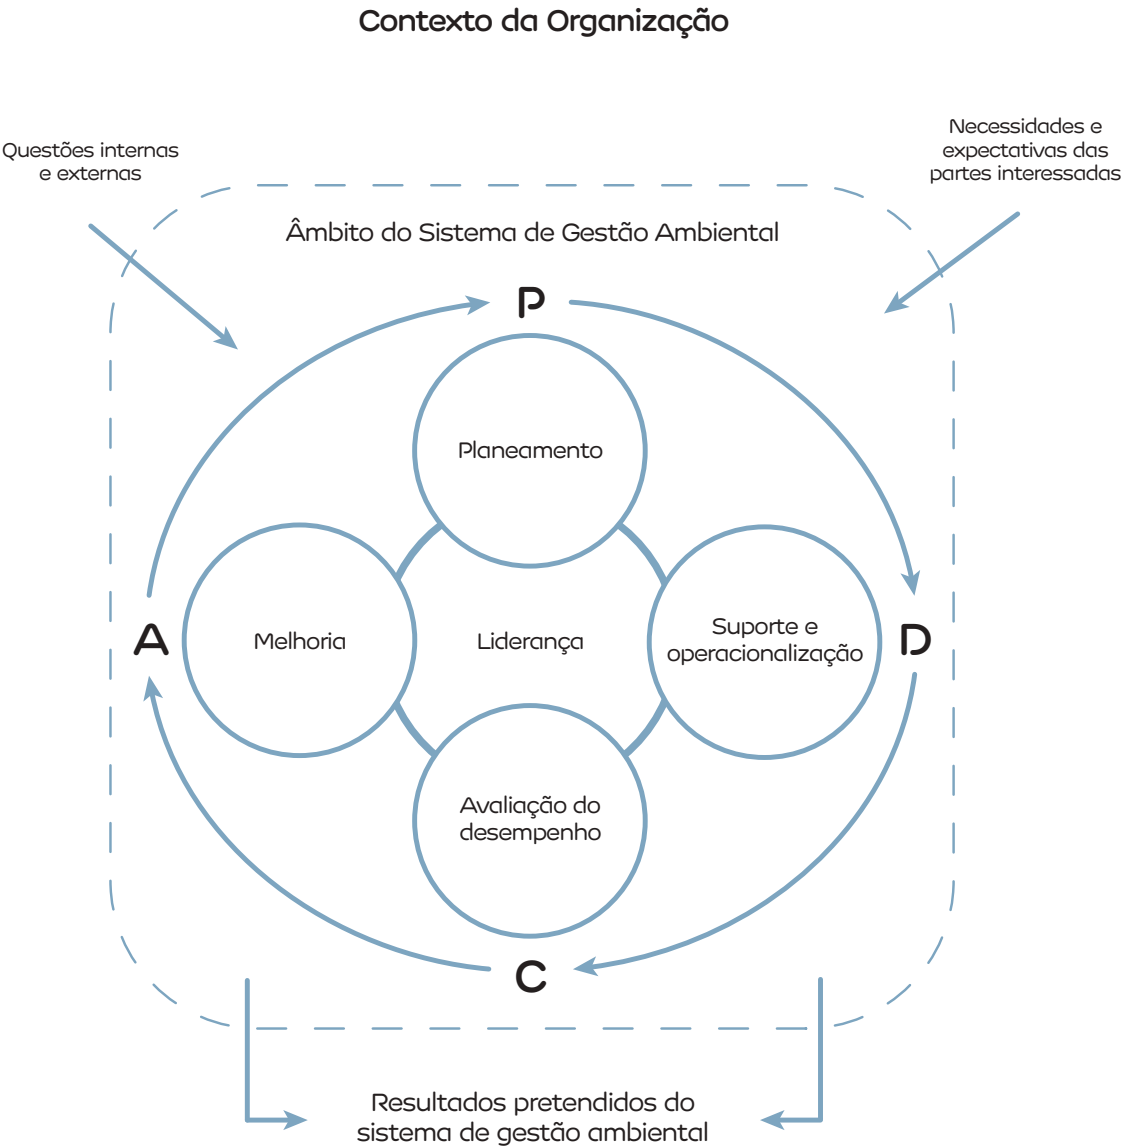 Contexto da Organização
Questões internas
e externas
Necessidades e
expectativas das
partes interessadas
Âmbito do Sistema de Gestão Ambiental
P
Planeamento
A
Melhoria
Liderança
Suporte e
operacionalização
D
Avaliação do
desempenho
C
Resultados pretendidos do
sistema de gestão ambiental